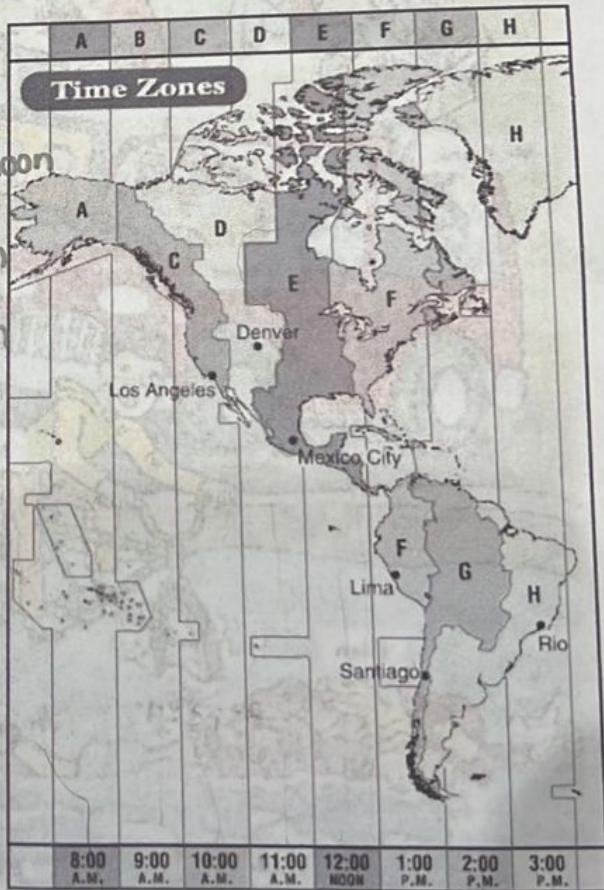 A B C D E F G H
Time Zones
H
oon
A
D
C
E
F
Denver
Los Angeles
Mexico City
F
G
Lima
H
Rio
Santiago
8:00 9:00 10:00 11:00 12:00 1:00 2:00 3:00
A.M. A.M. A.M. A.M. NOON P.M. P.M. P.M.